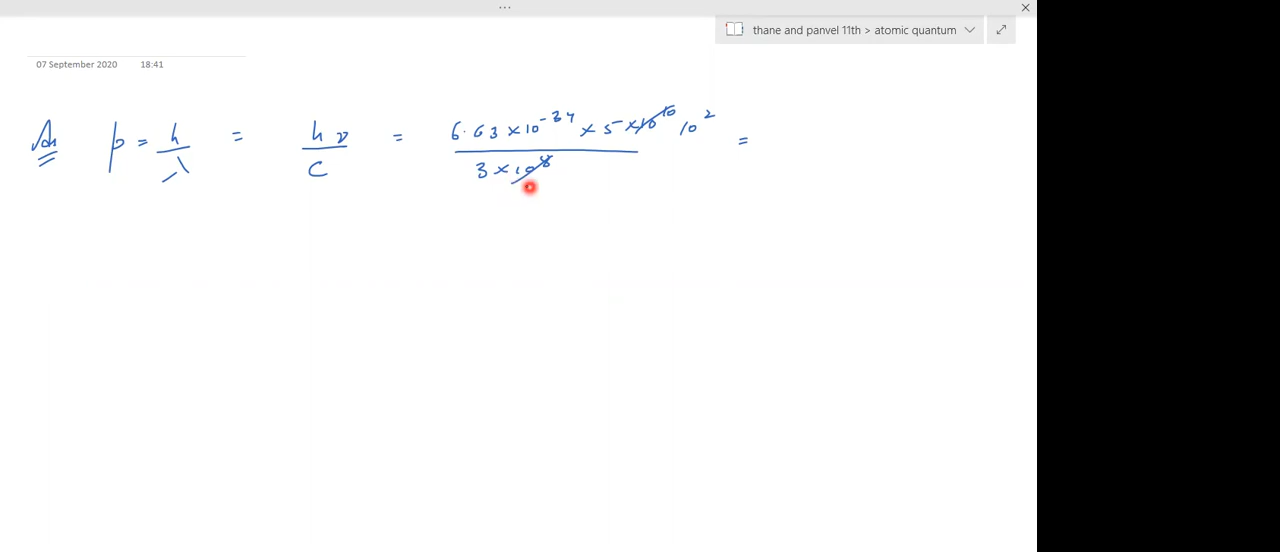 ...
thane and panvel 11th > atomic quantum
07 September 2020 18:41
Ans p = h/λ = hν/C = (6.63 × 10^-34 × 5 × 10^10 10^2)/(3 × 10^8) =